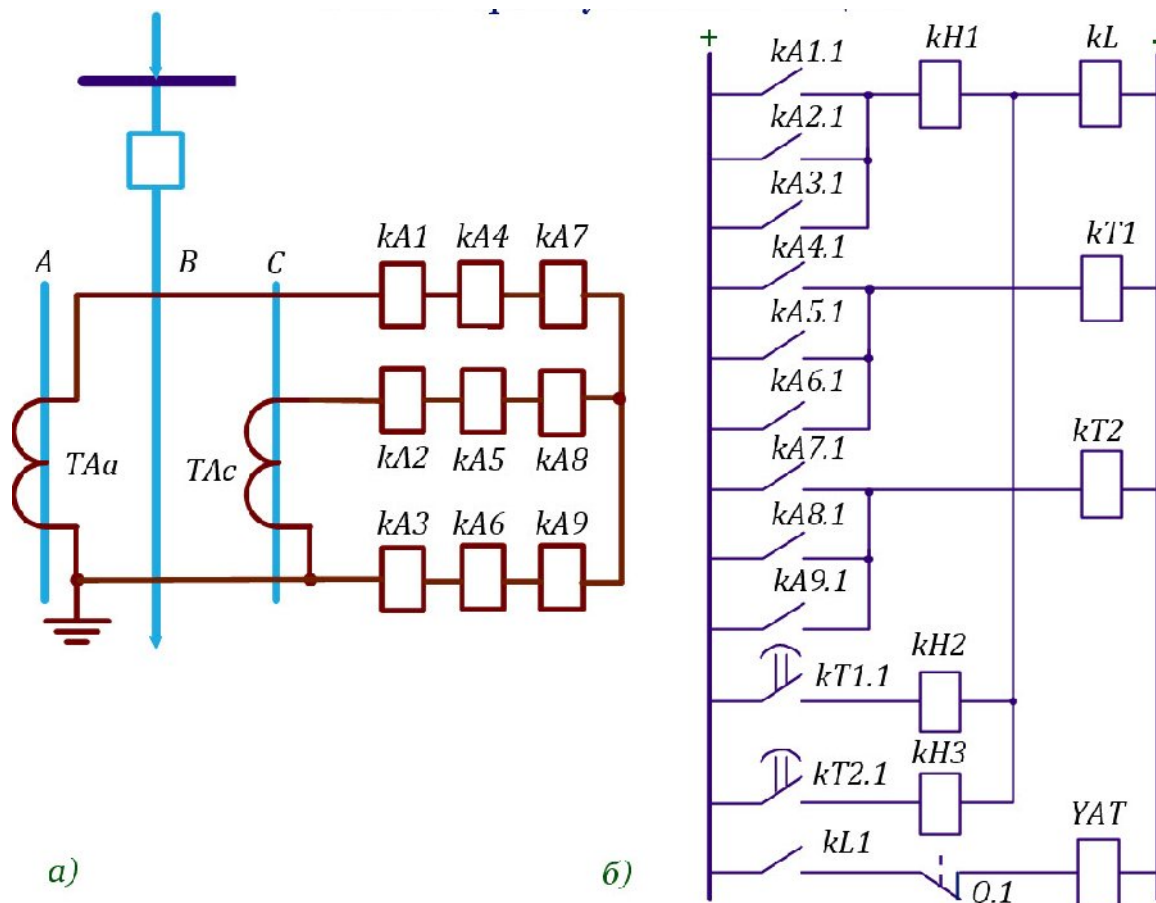 + -
kA1.1 kH1 kL
kA2.1
kA3.1
kA4.1 kT1
kA5.1
kA6.1
kA7.1 kT2
kA8.1
kA9.1
kT1.1 kH2
kT2.1 kH3
kL1 O.1 YAT
A B C
kA1 kA4 kA7
TAa TAc
kA2 kA5 kA8
kA3 kA6 kA9
а) б)